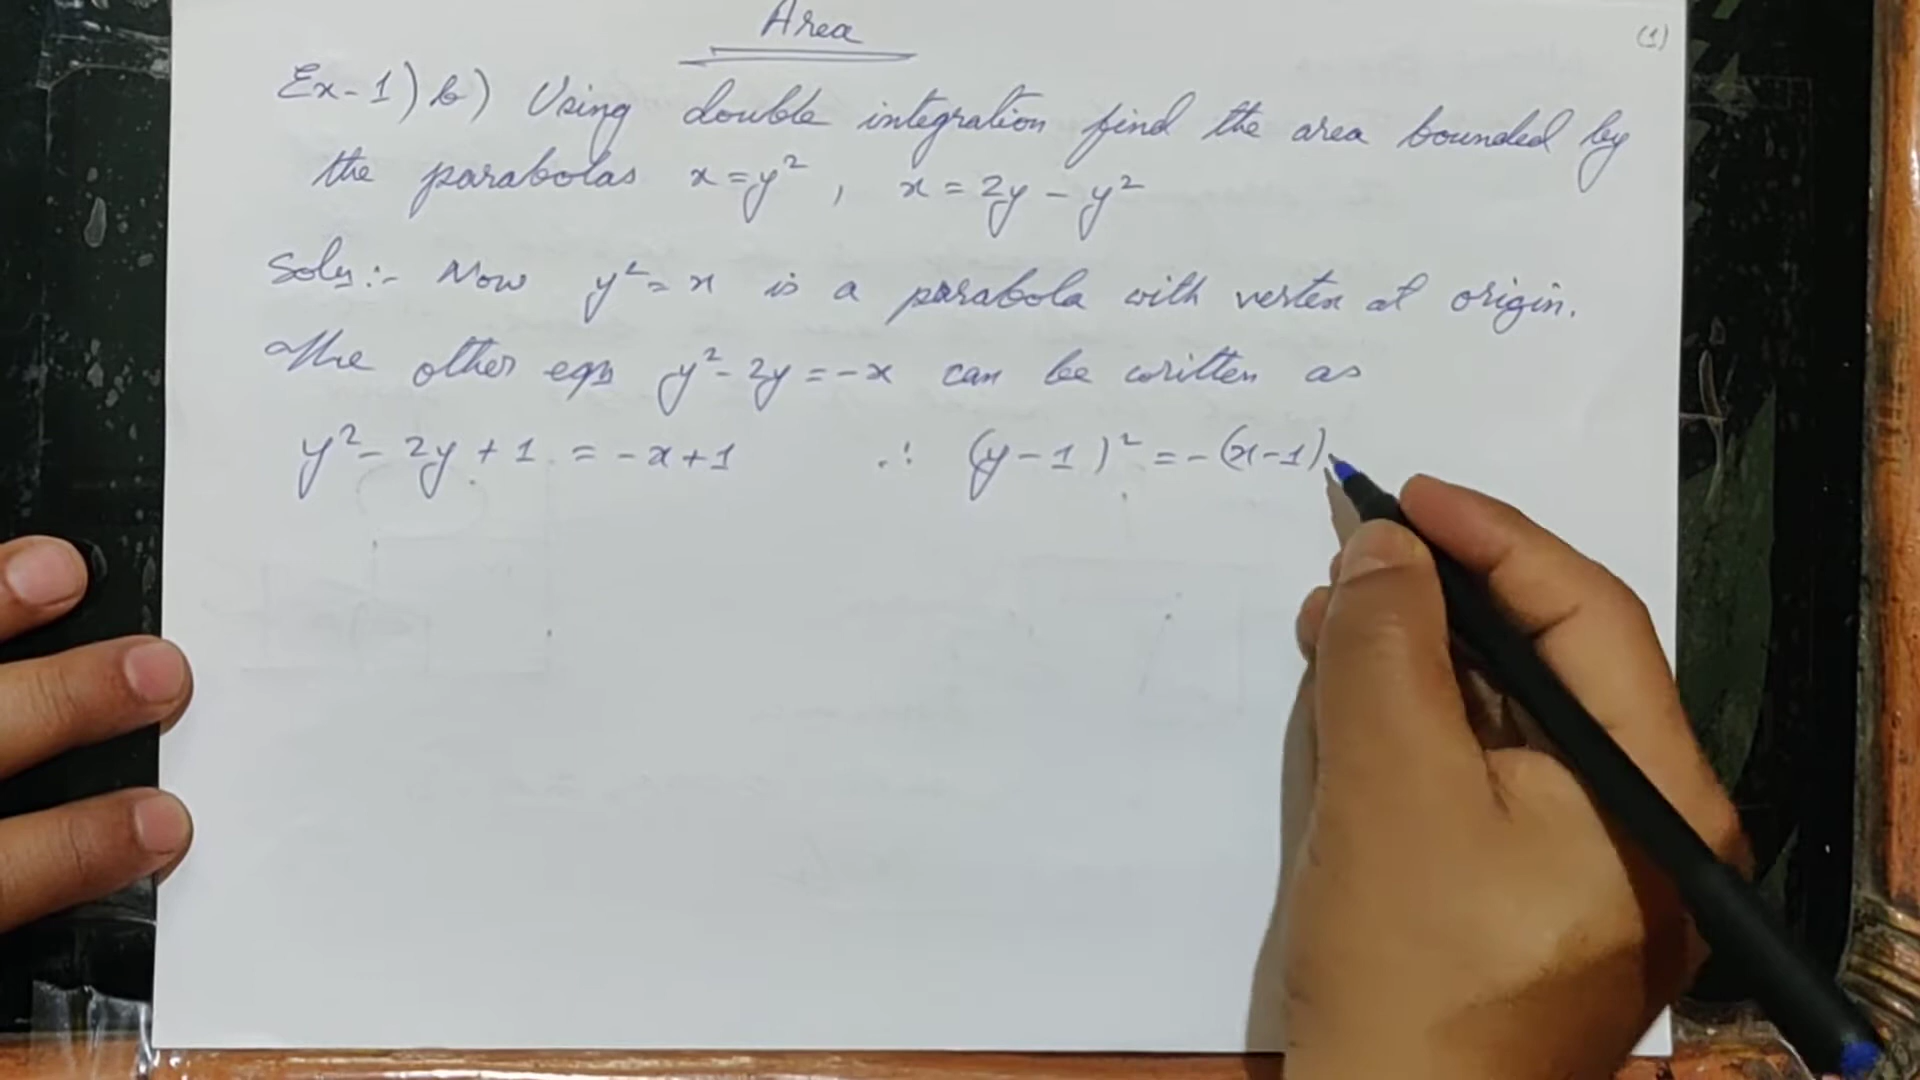 Area
(1)
Ex-1) b) Using double integration find the area bounded by
the parabolas x=y², x = 2y - y²
Soln:- Now y² = x is a parabola with vertex at origin.
The other eqn y² - 2y = -x can be written as
y² - 2y + 1 = -x+1 ∴ (y-1)² = -(x-1)